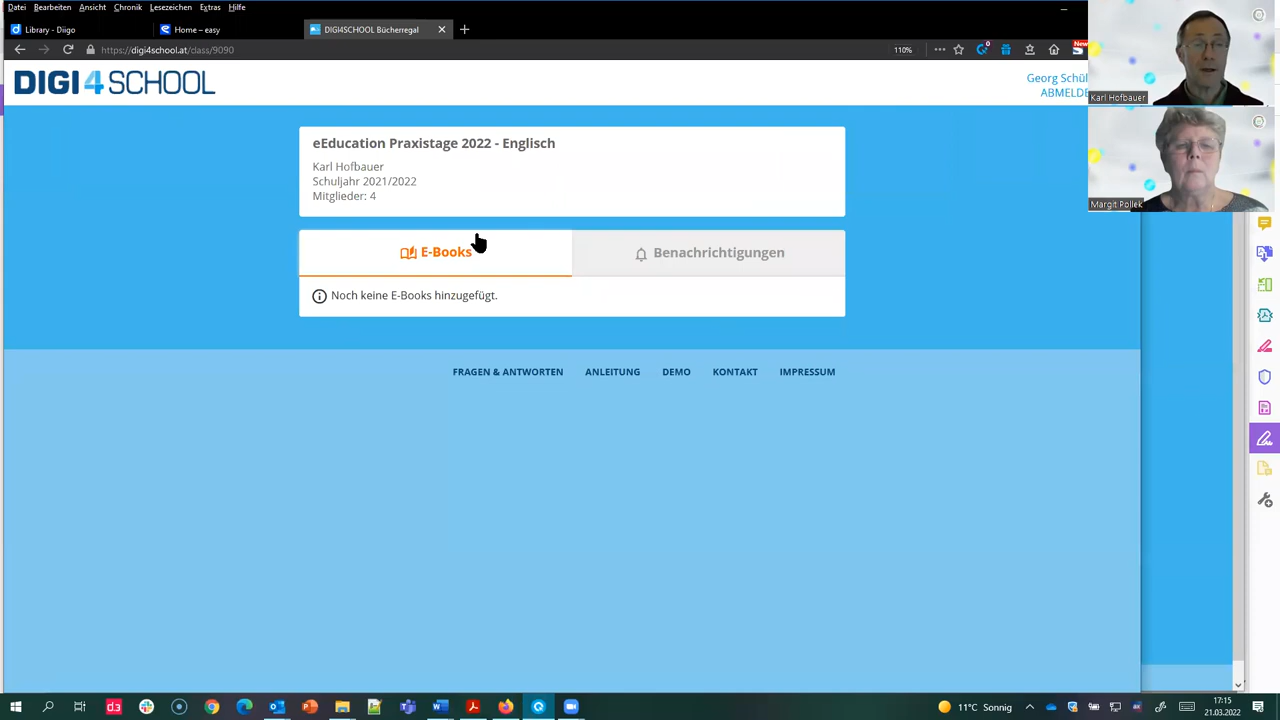 Datei Bearbeiten Ansicht Chronik Lesezeichen Extras Hilfe
Library - Diigo
Home – easy
DIGI4SCHOOL Bücherregal
https://digi4school.at/class/9090
110%
New
DIGI4SCHOOL
Georg Schül
ABMELDE
Karl Hofbauer
Margit Pollek
eEducation Praxistage 2022 - Englisch
Karl Hofbauer
Schuljahr 2021/2022
Mitglieder: 4
E-Books
Benachrichtigungen
Noch keine E-Books hinzugefügt.
FRAGEN & ANTWORTEN ANLEITUNG DEMO KONTAKT IMPRESSUM
d.3
11°C Sonnig
17:15
21.03.2022